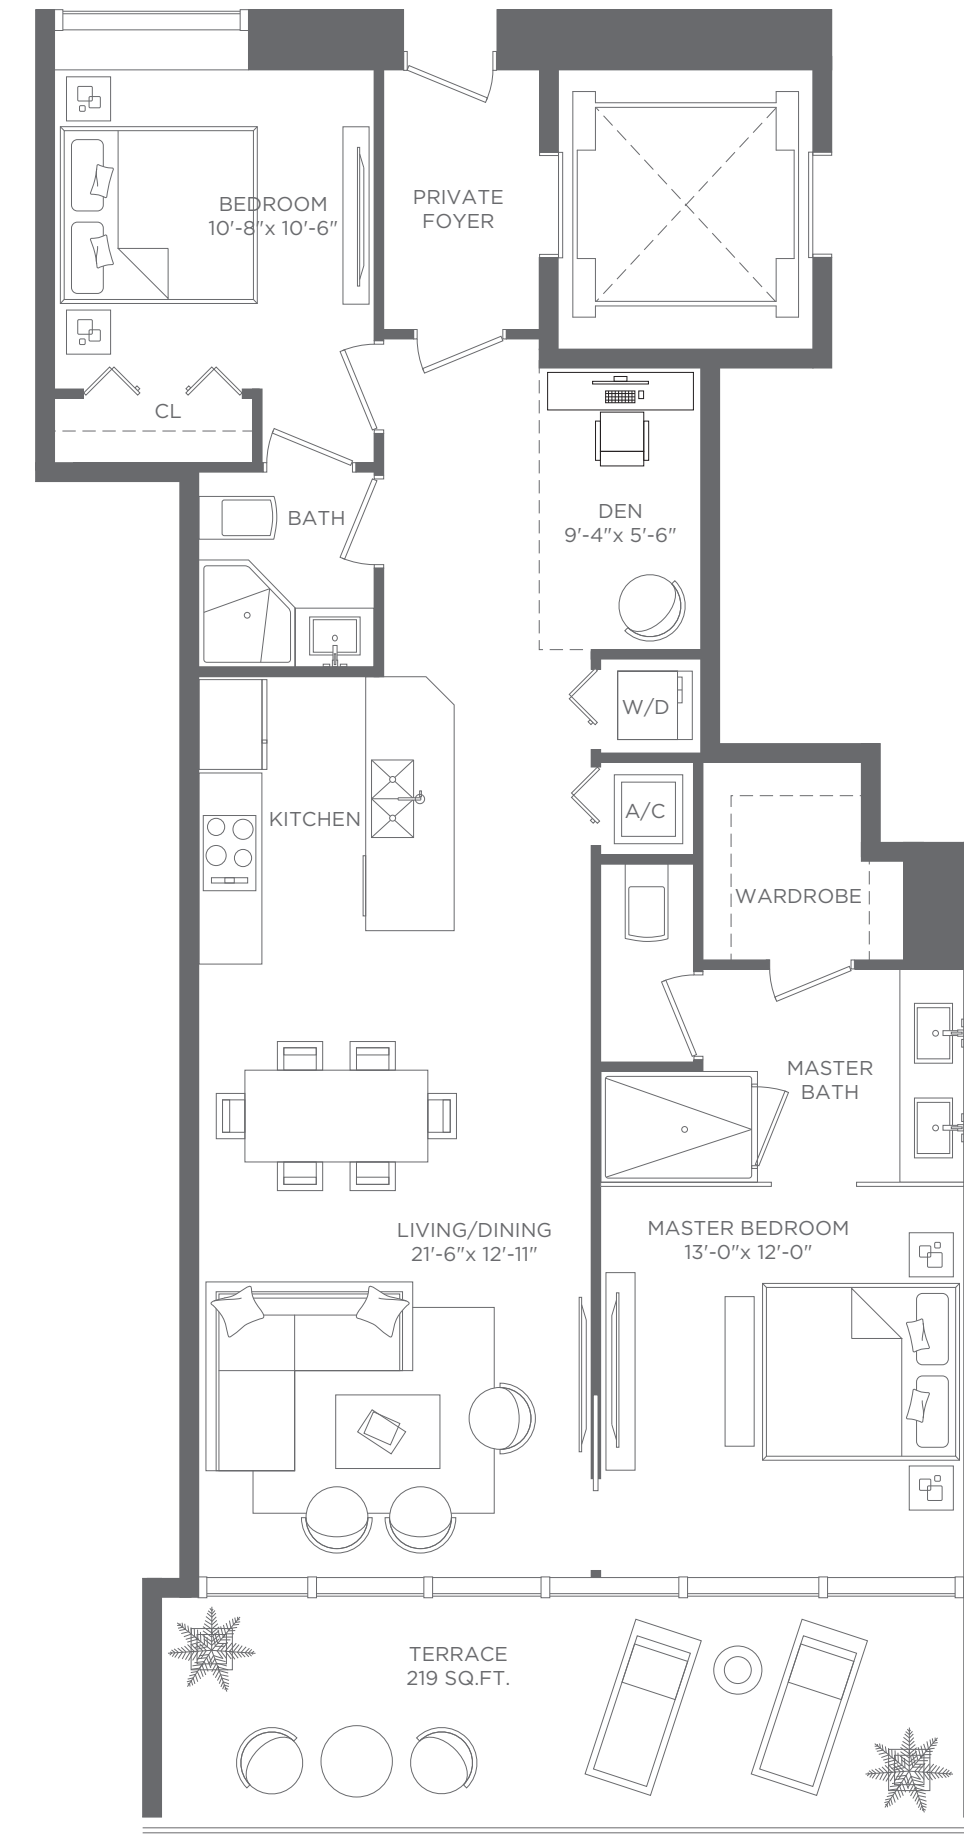 BEDROOM
10'-8"x 10'-6"
PRIVATE
FOYER
CL
BATH
DEN
9'-4"x 5'-6"
W/D
KITCHEN
A/C
WARDROBE
MASTER
BATH
LIVING/DINING
21'-6"x 12'-11"
MASTER BEDROOM
13'-0"x 12'-0"
TERRACE
219 SQ.FT.